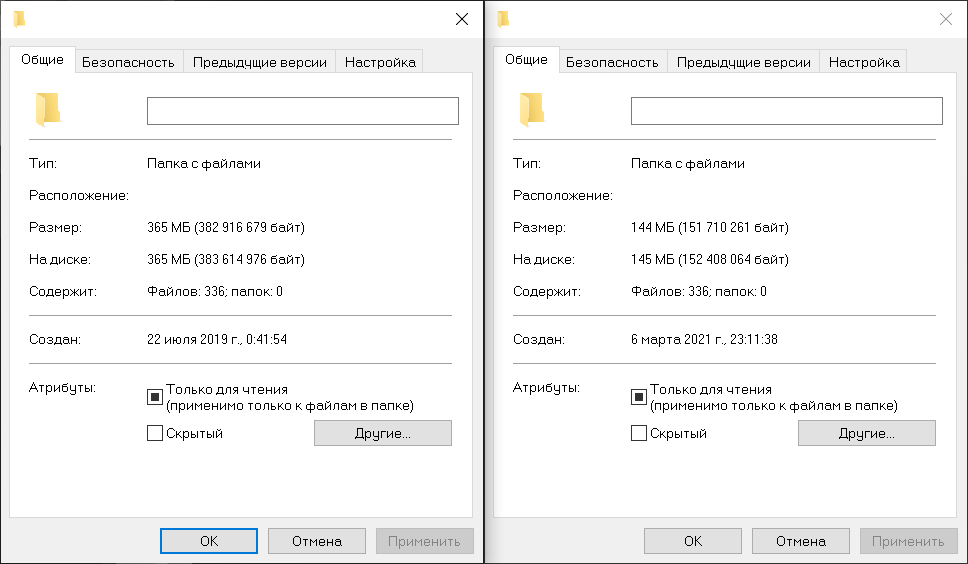 Общие
Безопасность
Предыдущие версии
Настройка
Тип: Папка с файлами
Расположение:
Размер: 365 МБ (382 916 679 байт)
На диске: 365 МБ (383 614 976 байт)
Содержит: Файлов: 336; папок: 0
Создан: 22 июля 2019 г., 0:41:54
Атрибуты: Только для чтения
(применимо только к файлам в папке)
Скрытый
Другие...
ОК
Отмена
Применить
Общие
Безопасность
Предыдущие версии
Настройка
Тип: Папка с файлами
Расположение:
Размер: 144 МБ (151 710 261 байт)
На диске: 145 МБ (152 408 064 байт)
Содержит: Файлов: 336; папок: 0
Создан: 6 марта 2021 г., 23:11:38
Атрибуты: Только для чтения
(применимо только к файлам в папке)
Скрытый
Другие...
ОК
Отмена
Применить